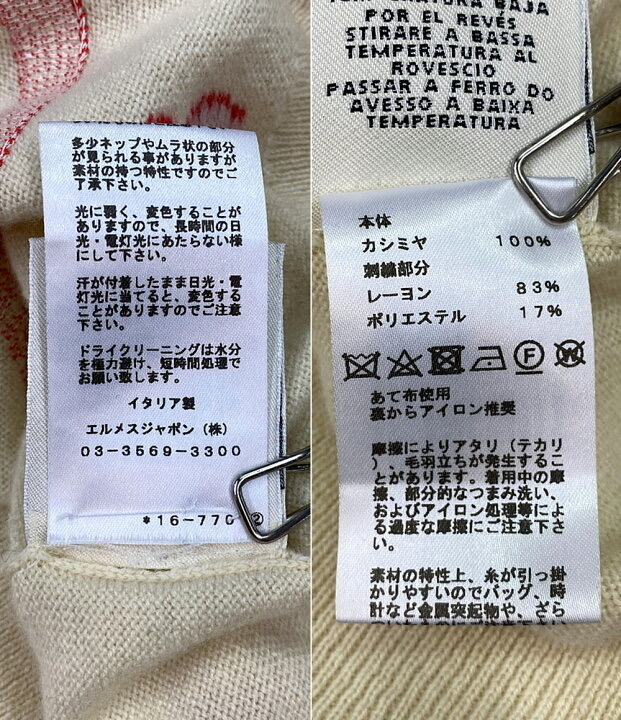 多少ネップやムラ状の部分
が見られる事がありますが
素材の持つ特性ですのでご
了承下さい。
光に弱く、変色することが
ありますので、長時間の日
光・電灯光にあたらない様
にして下さい。
汗が付着したまま日光・電
灯光に当てると、変色する
ことがありますのでご注意
下さい。
ドライクリーニングは水分
を極力避け、短時間処理で
お願い致します。
イタリア製
エルメスジャポン（株）
03-3569-3300
*16-770 ②
TEMPERATURA BAJA
POR EL REVÉS
STIRARE A BASSA
TEMPERATURA AL
ROVESCIO
PASSAR A FERRO DO
AVESSO A BAIXA
TEMPERATURA
本体
カシミヤ 100%
刺繍部分
レーヨン 83%
ポリエステル 17%
F
W
あて布使用
裏からアイロン推奨
摩擦によりアタリ（テカリ
）、毛羽立ちが発生するこ
とがあります。着用中の摩
擦、部分的なつまみ洗い、
およびアイロン処理等によ
る過度な摩擦にご注意下さ
い。
素材の特性上、糸が引っ掛
かりやすいのでバッグ、時
計など金属突起物や、ざら